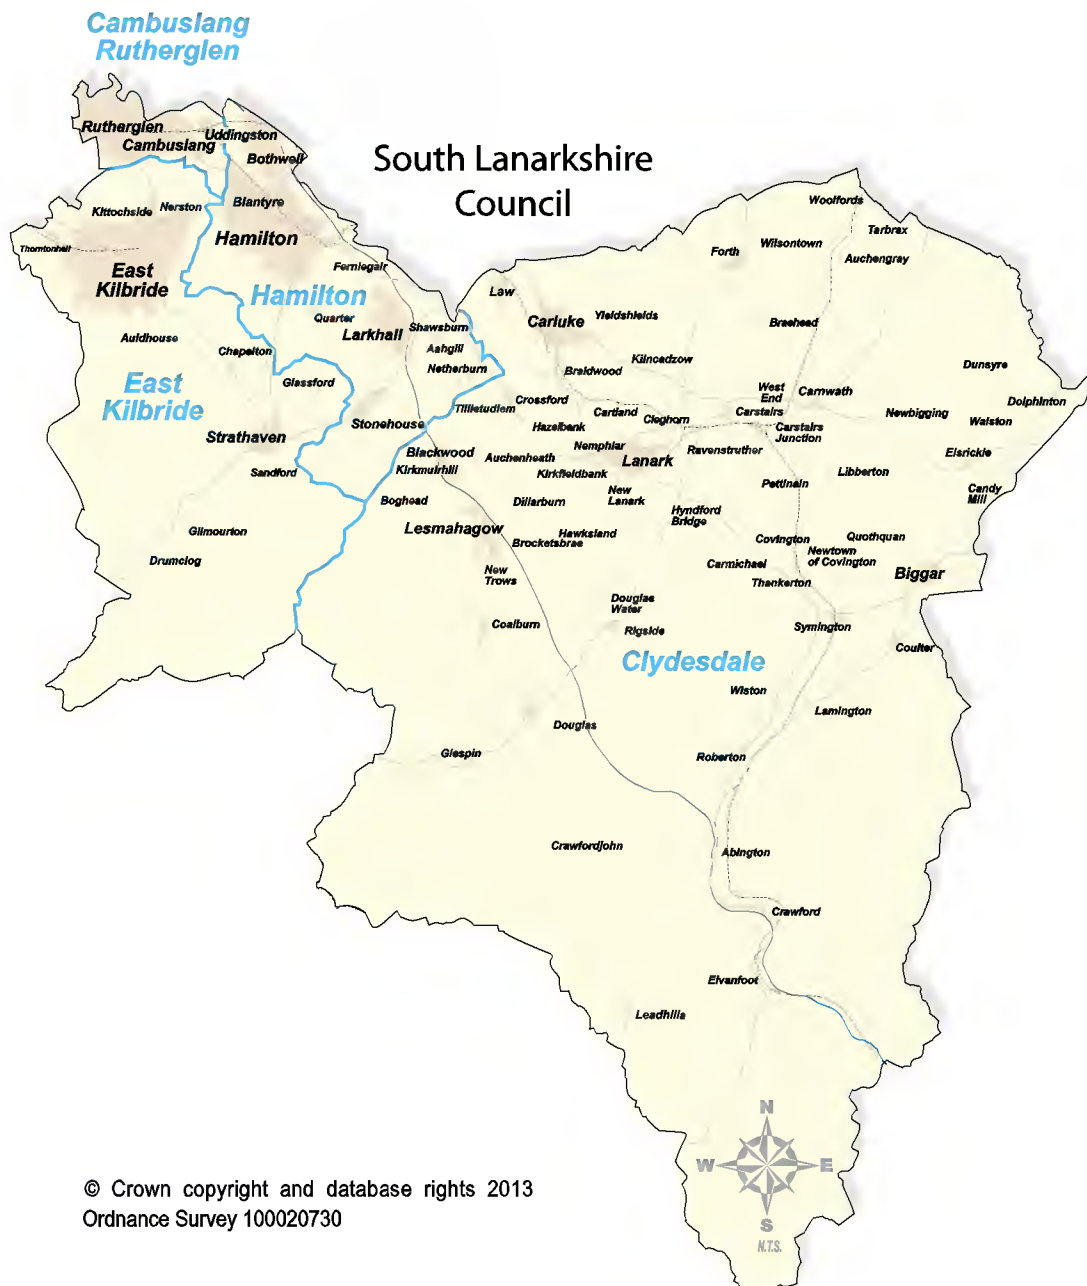 Cambuslang
Rutherglen
Rutherglen
Cambuslang
Uddingston
Bothwell
South Lanarkshire
Council
Kittochside
Nerston
Blantyre
Hamilton
Thorntonhall
East
Kilbride
Ferniegair
Hamilton
Quarter
Larkhall
Shawsburn
Ashgill
Netherburn
Auldhouse
Chapelton
Glassford
East
Kilbride
Strathaven
Stonehouse
Sandford
Gilmourton
Drumclog
Woolfords
Tarbrax
Forth
Wilsontown
Auchengray
Law
Carluke
Yieldshields
Braehead
Kilncadzow
Braidwood
Dunsyre
West
End
Carnwath
Dolphinton
Tillietudlem
Crossford
Cartland
Cleghorn
Carstairs
Newbigging
Walston
Hazelbank
Carstairs
Junction
Blackwood
Kirkmuirhill
Auchenheath
Nemphlar
Lanark
Ravenstruther
Elsrickle
Kirkfieldbank
Libberton
Pettinain
Candy
Mill
Boghead
Dillarburn
New
Lanark
Hyndford
Bridge
Lesmahagow
Hawksland
Brocketsbrae
Covington
Quothquan
Newtown
of Covington
Carmichael
Thankerton
Biggar
New
Trows
Douglas
Water
Coalburn
Rigside
Symington
Coulter
Clydesdale
Wiston
Lamington
Douglas
Glespin
Roberton
Crawfordjohn
Abington
Crawford
Elvanfoot
Leadhills
N
W
E
S
N.T.S.
© Crown copyright and database rights 2013
Ordnance Survey 100020730